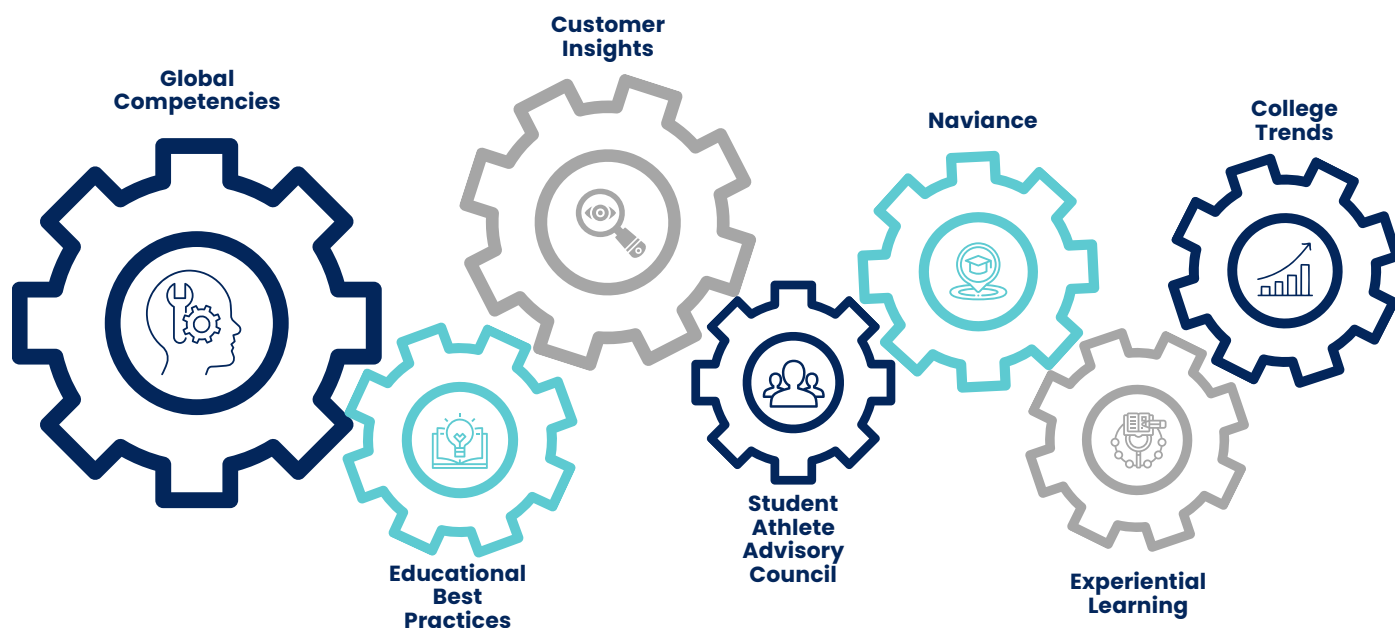 Global
Competencies
Customer
Insights
Naviance
College
Trends
Educational
Best
Practices
Student
Athlete
Advisory
Council
Experiential
Learning